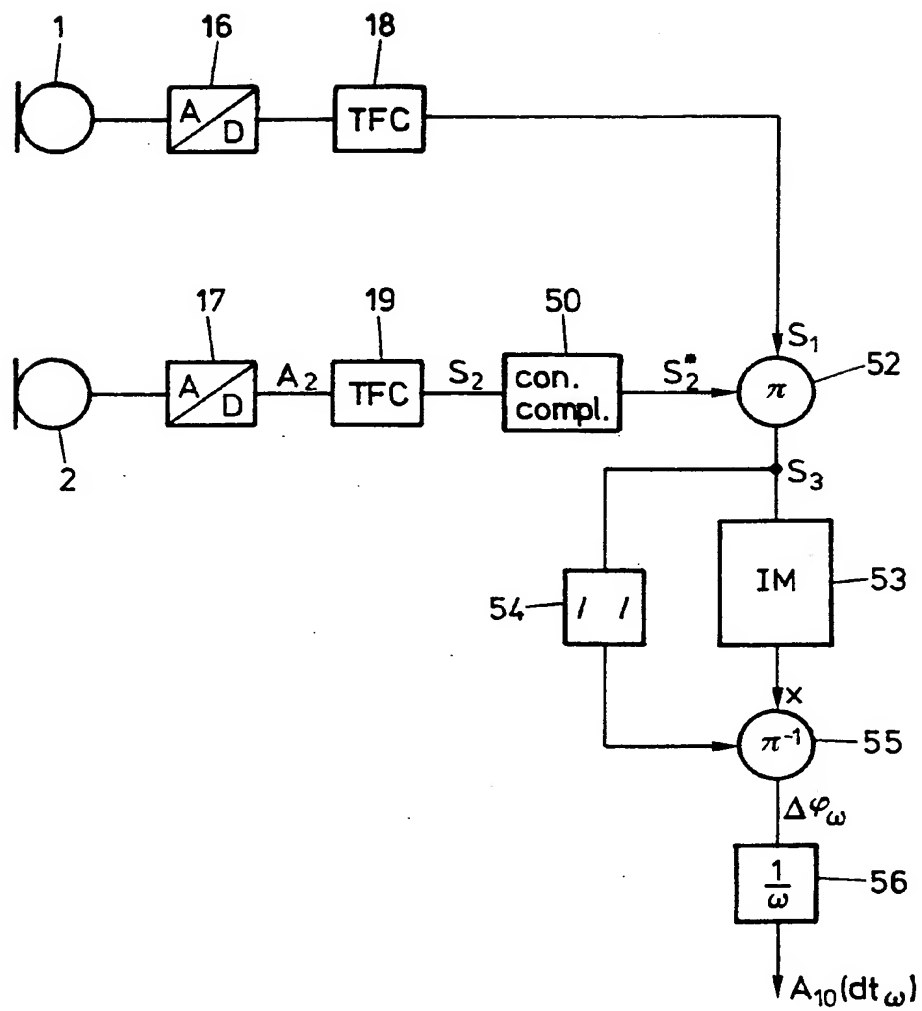 1
16
18
A
D
TFC
17
19
50
S₁
A
D
A₂
TFC
S₂
con.
compl.
S₂*
π
52
2
S₃
54
/ /
IM
53
x
π⁻¹
55
Δφω
1
ω
56
A₁₀(dtω)